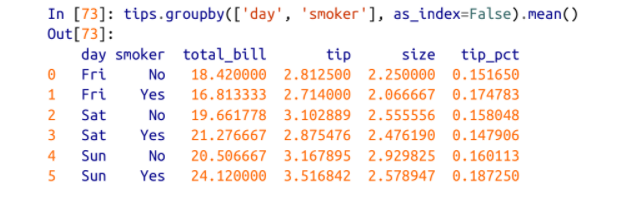 In [73]: tips.groupby(['day', 'smoker'], as_index=False).mean()
Out[73]:
day smoker total_bill tip size tip_pct
0 Fri No 18.420000 2.812500 2.250000 0.151650
1 Fri Yes 16.813333 2.714000 2.066667 0.174783
2 Sat No 19.661778 3.102889 2.555556 0.158048
3 Sat Yes 21.276667 2.875476 2.476190 0.147906
4 Sun No 20.506667 3.167895 2.929825 0.160113
5 Sun Yes 24.120000 3.516842 2.578947 0.187250